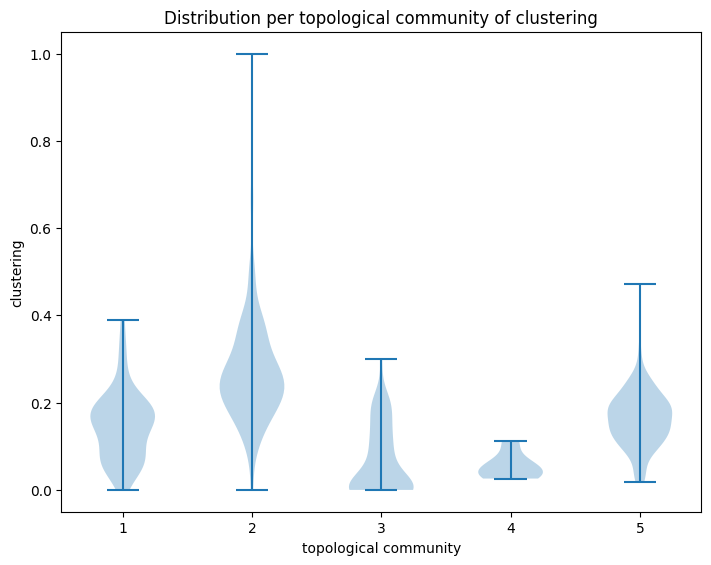 Distribution per topological community of clustering
1.0
0.8
0.6
0.4
0.2
0.0
clustering
1 2 3 4 5
topological community